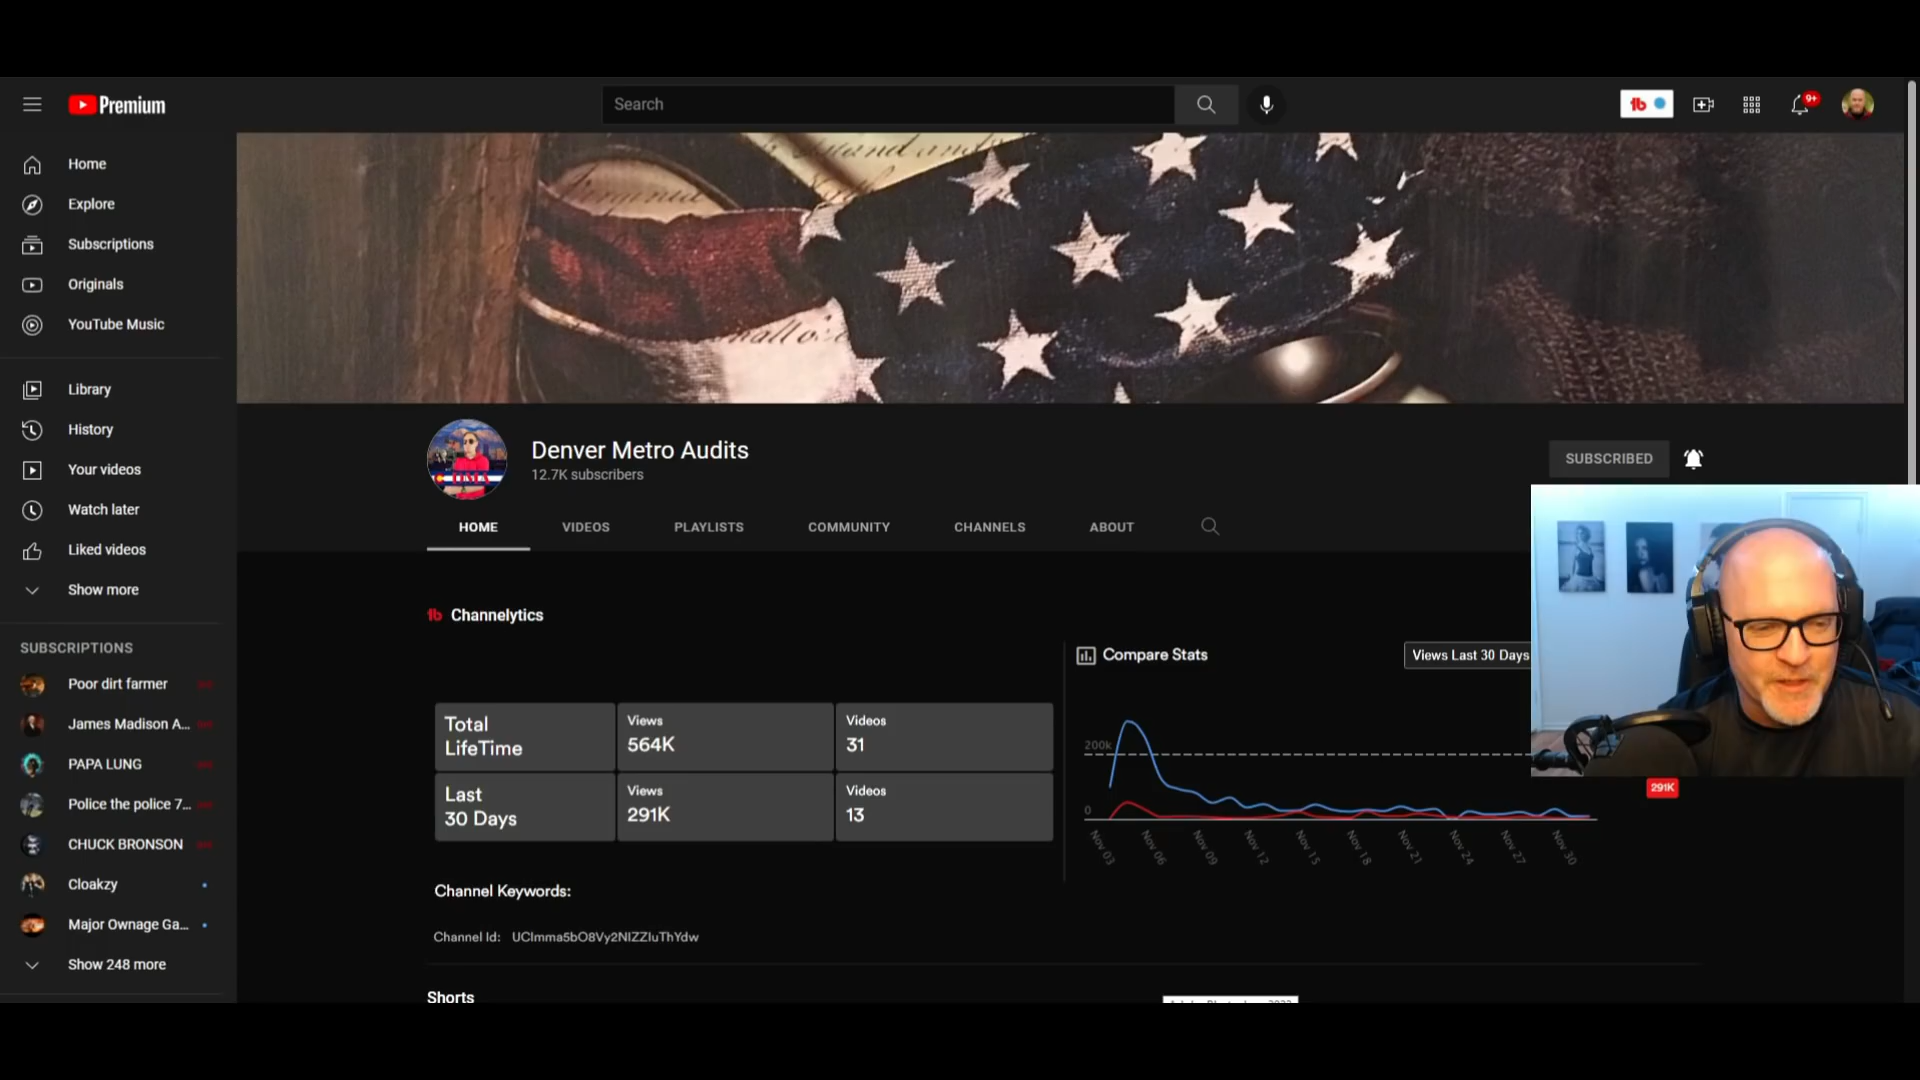 Premium
Search
tb
9+
Home
Explore
Subscriptions
Originals
YouTube Music
Library
History
Your videos
Watch later
Liked videos
Show more
SUBSCRIPTIONS
Poor dirt farmer
James Madison A...
PAPA LUNG
Police the police 7...
CHUCK BRONSON
Cloakzy
Major Ownage Ga...
Show 248 more
Denver Metro Audits
12.7K subscribers
SUBSCRIBED
HOME VIDEOS PLAYLISTS COMMUNITY CHANNELS ABOUT
tb Channelytics
Total LifeTime
Views
564K
Videos
31
Last 30 Days
Views
291K
Videos
13
Compare Stats
Views Last 30 Days
200k
0
291K
Nov 03 Nov 06 Nov 09 Nov 12 Nov 15 Nov 18 Nov 21 Nov 24 Nov 27 Nov 30
Channel Keywords:
Channel Id:
Shorts